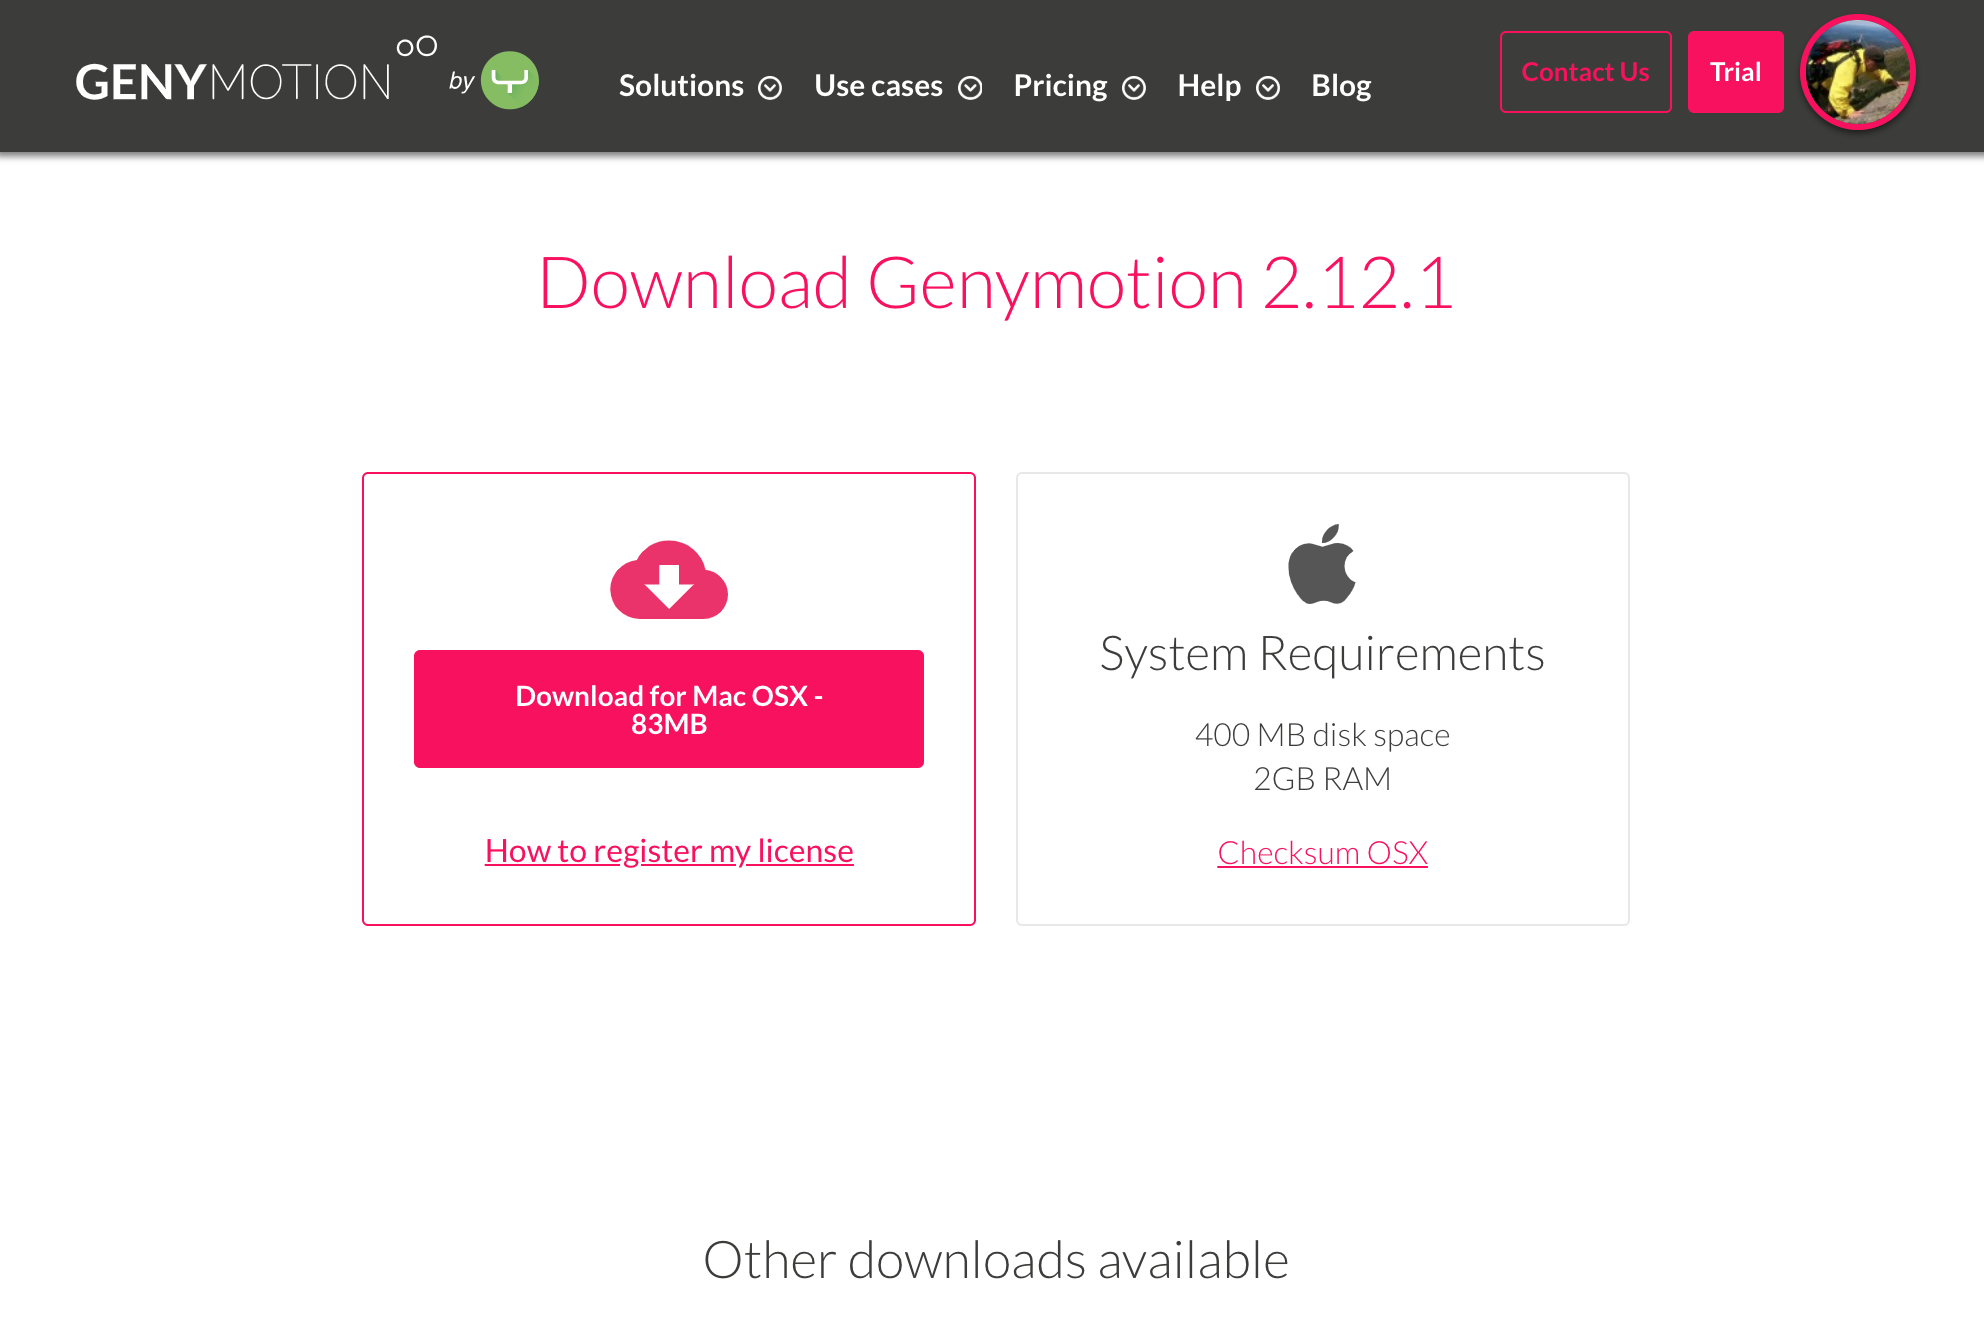 GENYMOTION by
Solutions Use cases Pricing Help Blog
Contact Us Trial
Download Genymotion 2.12.1
Download for Mac OSX -
83MB
How to register my license
System Requirements
400 MB disk space
2GB RAM
Checksum OSX
Other downloads available